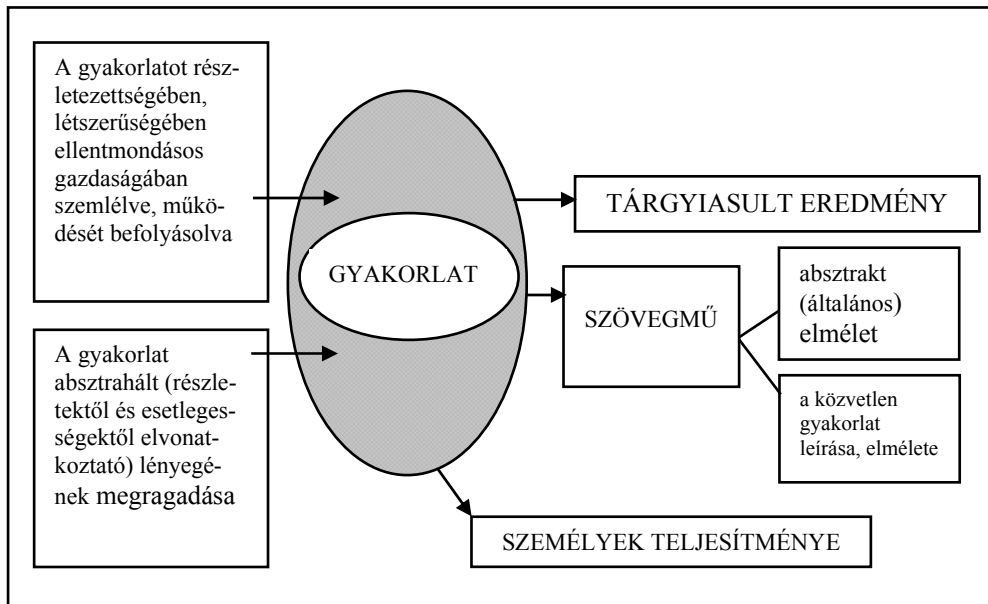 A gyakorlatot rész-
letezettségében,
létszerűségében
ellentmondásos
gazdaságában
szemlélve, műkö-
dését befolyásolva
A gyakorlat
absztrahált (részle-
tektől és esetleges-
ségektől elvonat-
koztató) lényegé-
nek megragadása
GYAKORLAT
TÁRGYIASULT EREDMÉNY
SZÖVEGMŰ
absztrakt
(általános)
elmélet
a közvetlen
gyakorlat
leírása, elmélete
SZEMÉLYEK TELJESÍTMÉNYE